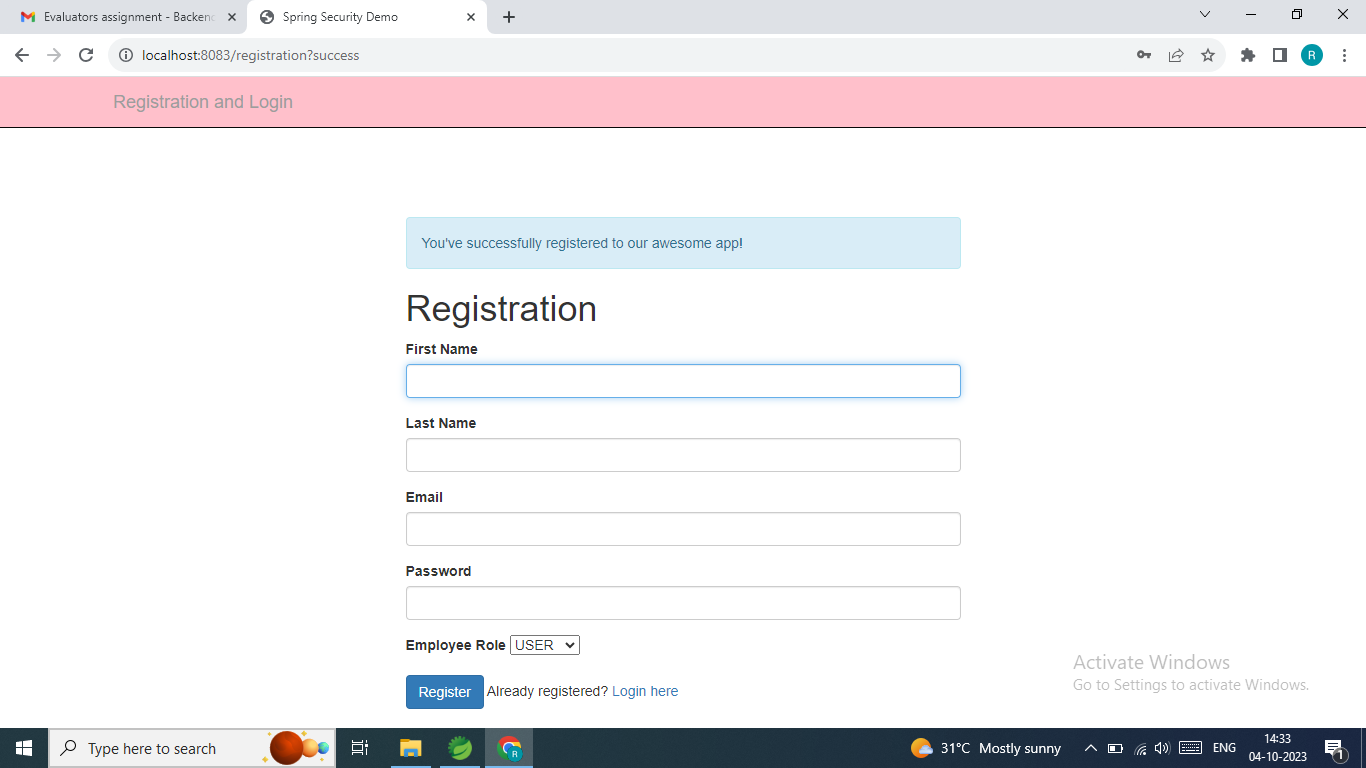 Evaluators assignment - Backen
Spring Security Demo
localhost:8083/registration?success
R
Registration and Login
You've successfully registered to our awesome app!
Registration
First Name
Last Name
Email
Password
Employee Role USER
Register Already registered? Login here
Activate Windows
Go to Settings to activate Windows.
Type here to search
R
31°C Mostly sunny
ENG
14:33
04-10-2023
1